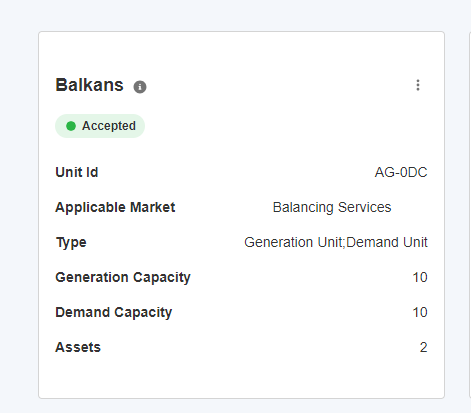 Balkans
Accepted
Unit Id AG-0DC
Applicable Market Balancing Services
Type Generation Unit;Demand Unit
Generation Capacity 10
Demand Capacity 10
Assets 2